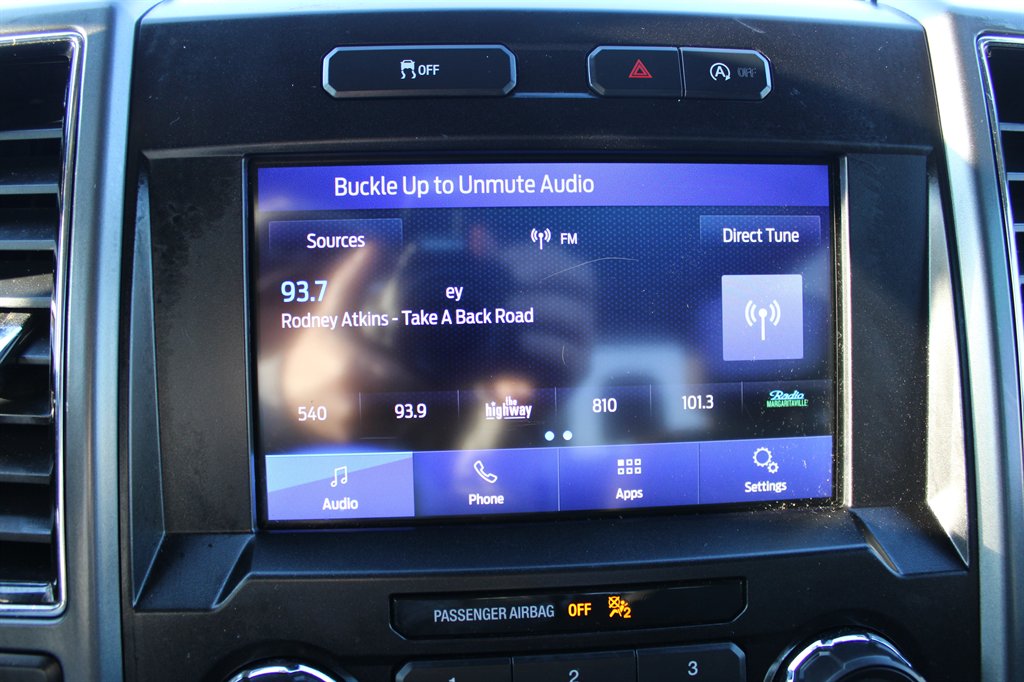 OFF
A OFF
Buckle Up to Unmute Audio
Sources
FM
Direct Tune
93.7
ey
Rodney Atkins - Take A Back Road
540
93.9
the highway
810
101.3
Radio
MARGARITAVILLE
Audio
Phone
Apps
Settings
PASSENGER AIRBAG OFF 2
1
2
3